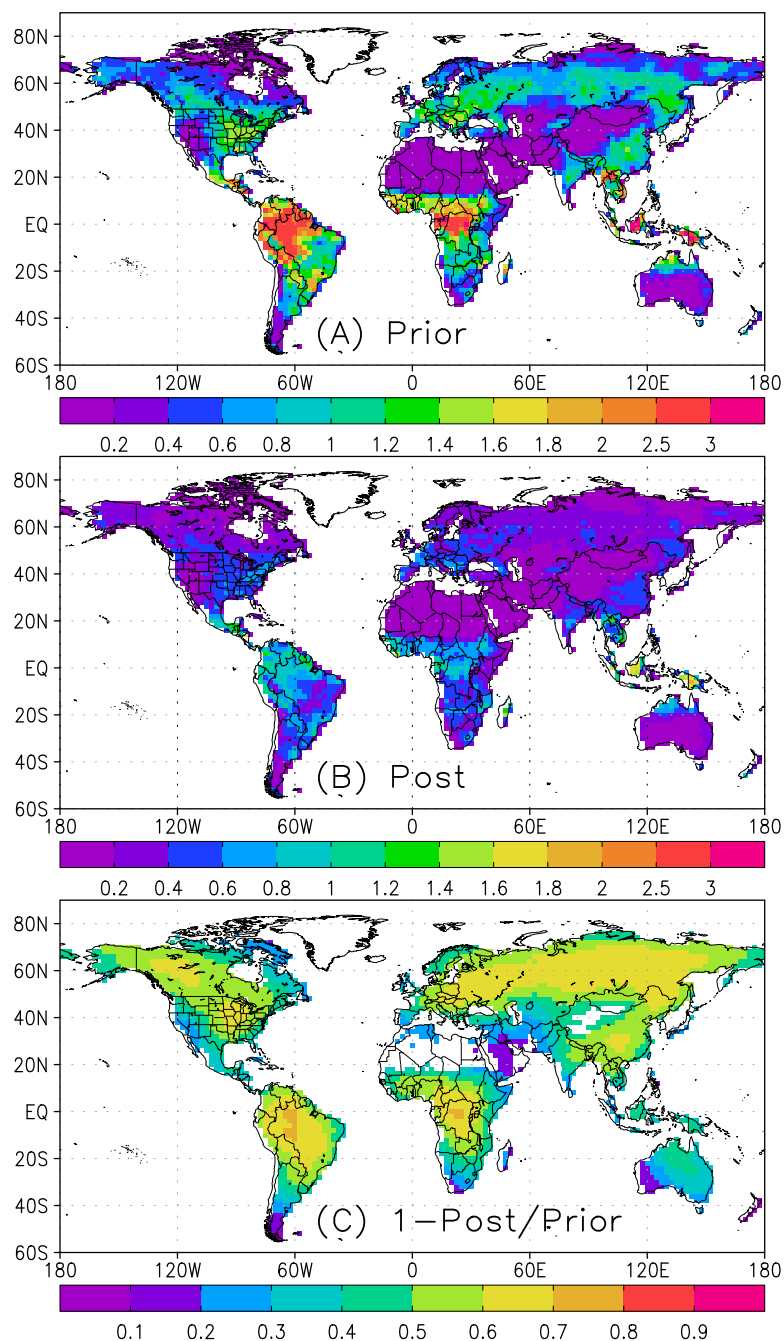 80N
60N
40N
20N
EQ
20S
40S
60S
(A) Prior
180 120W 60W 0 60E 120E 180
0.2 0.4 0.6 0.8 1 1.2 1.4 1.6 1.8 2 2.5 3
80N
60N
40N
20N
EQ
20S
40S
60S
(B) Post
180 120W 60W 0 60E 120E 180
0.2 0.4 0.6 0.8 1 1.2 1.4 1.6 1.8 2 2.5 3
80N
60N
40N
20N
EQ
20S
40S
60S
(C) 1-Post/Prior
180 120W 60W 0 60E 120E 180
0.1 0.2 0.3 0.4 0.5 0.6 0.7 0.8 0.9